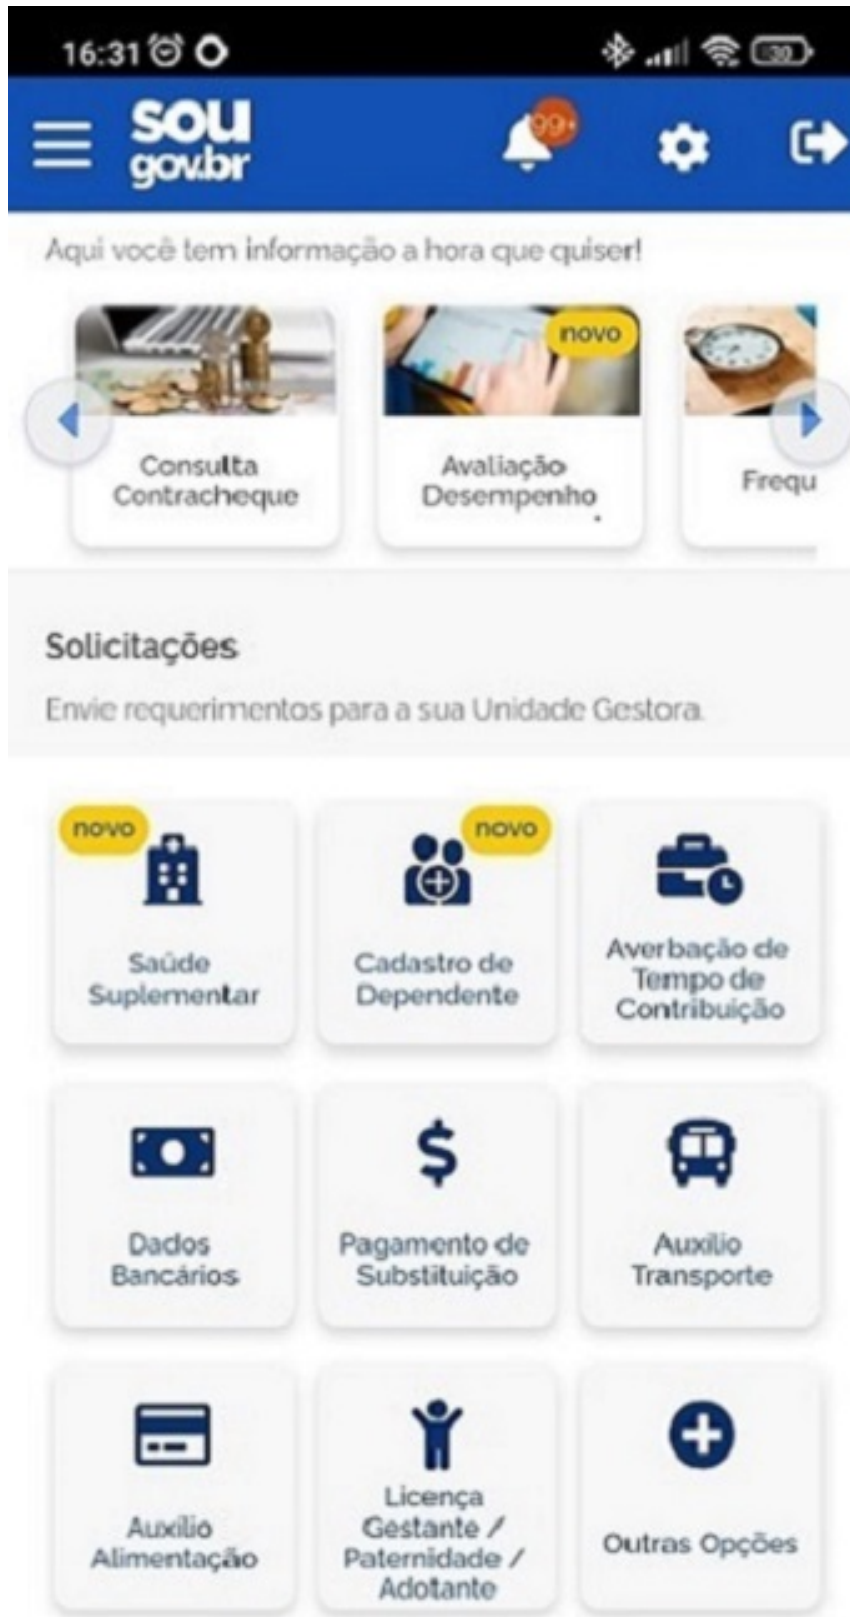 16:31
30
sou
gov.br
99+
Aqui você tem informação a hora que quiser!
novo
Consulta
Contracheque
Avaliação
Desempenho
Frequ
Solicitações
Envie requerimentos para a sua Unidade Gestora.
novo
Saúde
Suplementar
novo
Cadastro de
Dependente
Averbação de
Tempo de
Contribuição
Dados
Bancários
$
Pagamento de
Substituição
Auxílio
Transporte
Auxílio
Alimentação
Licença
Gestante /
Paternidade /
Adotante
Outras Opções